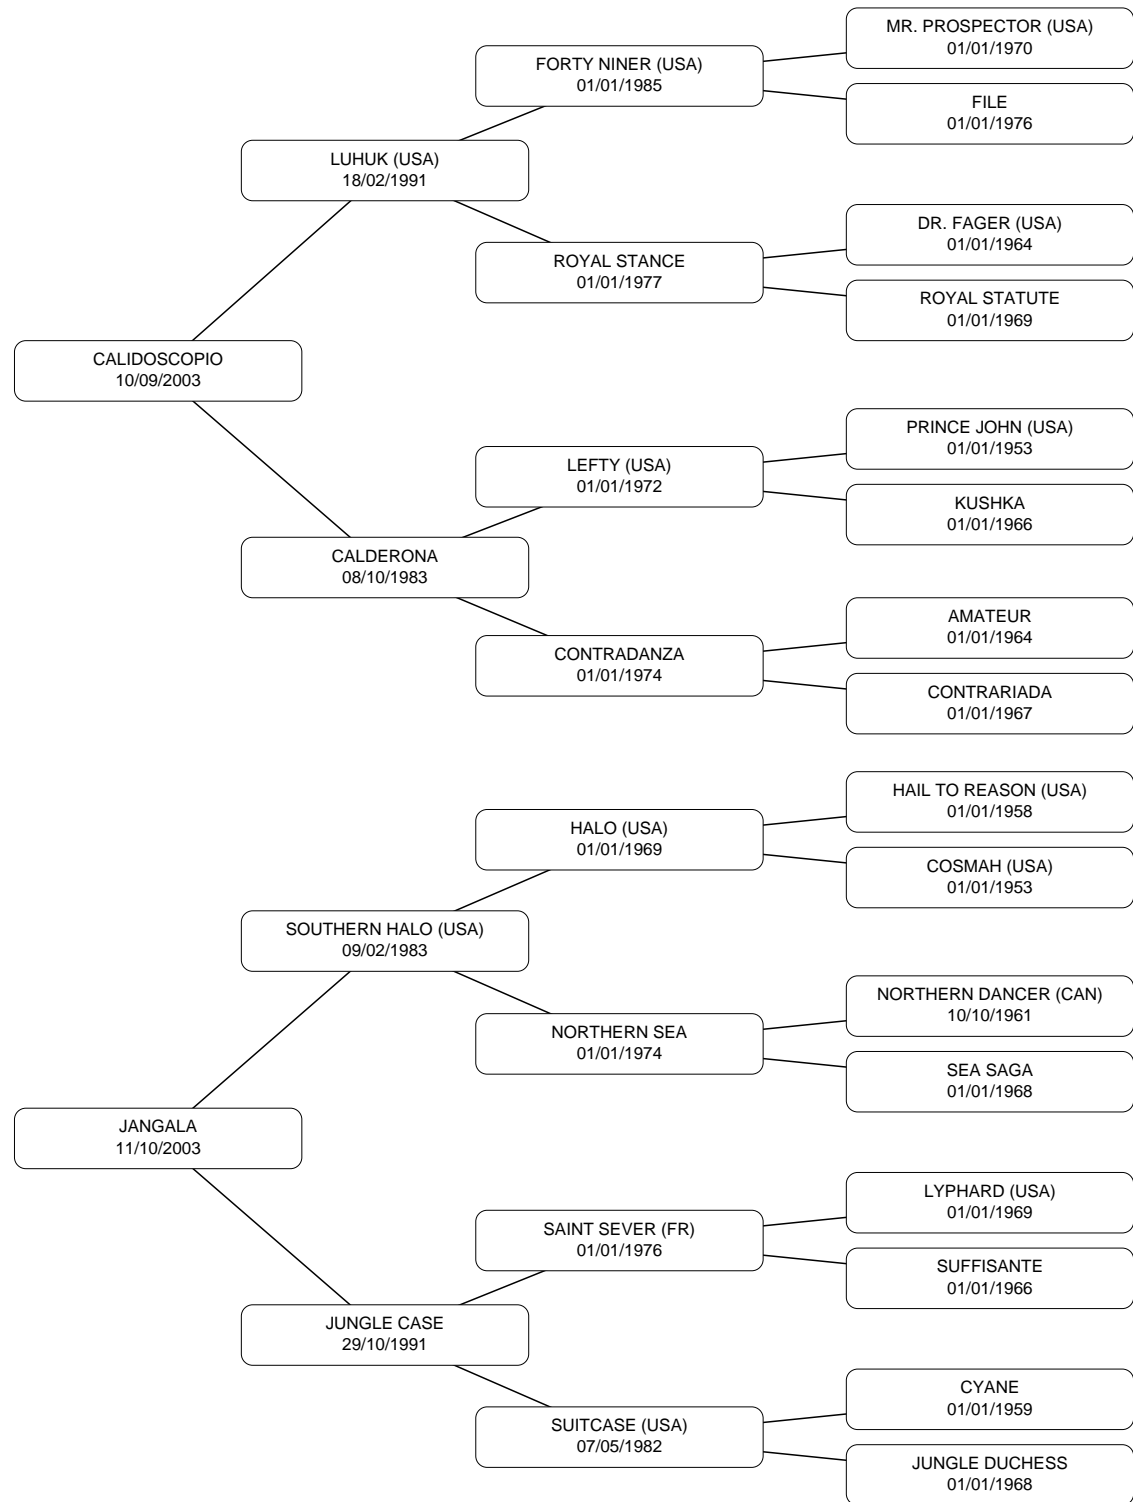 MR. PROSPECTOR (USA)
01/01/1970
FORTY NINER (USA)
01/01/1985
FILE
01/01/1976
LUHUK (USA)
18/02/1991
DR. FAGER (USA)
01/01/1964
ROYAL STANCE
01/01/1977
ROYAL STATUTE
01/01/1969
CALIDOSCOPIO
10/09/2003
PRINCE JOHN (USA)
01/01/1953
LEFTY (USA)
01/01/1972
KUSHKA
01/01/1966
CALDERONA
08/10/1983
AMATEUR
01/01/1964
CONTRADANZA
01/01/1974
CONTRARIADA
01/01/1967
HAIL TO REASON (USA)
01/01/1958
HALO (USA)
01/01/1969
COSMAH (USA)
01/01/1953
SOUTHERN HALO (USA)
09/02/1983
NORTHERN DANCER (CAN)
10/10/1961
NORTHERN SEA
01/01/1974
SEA SAGA
01/01/1968
JANGALA
11/10/2003
LYPHARD (USA)
01/01/1969
SAINT SEVER (FR)
01/01/1976
SUFFISANTE
01/01/1966
JUNGLE CASE
29/10/1991
CYANE
01/01/1959
SUITCASE (USA)
07/05/1982
JUNGLE DUCHESS
01/01/1968